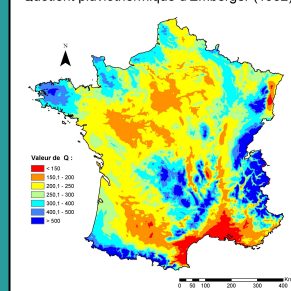 Quotient pluviothermique d'Emberger (1932)
N
Valeur de Q :
< 150
150,1 - 200
200,1 - 250
250,1 - 300
300,1 - 400
400,1 - 500
> 500
Km
0 50 100 200 300 400